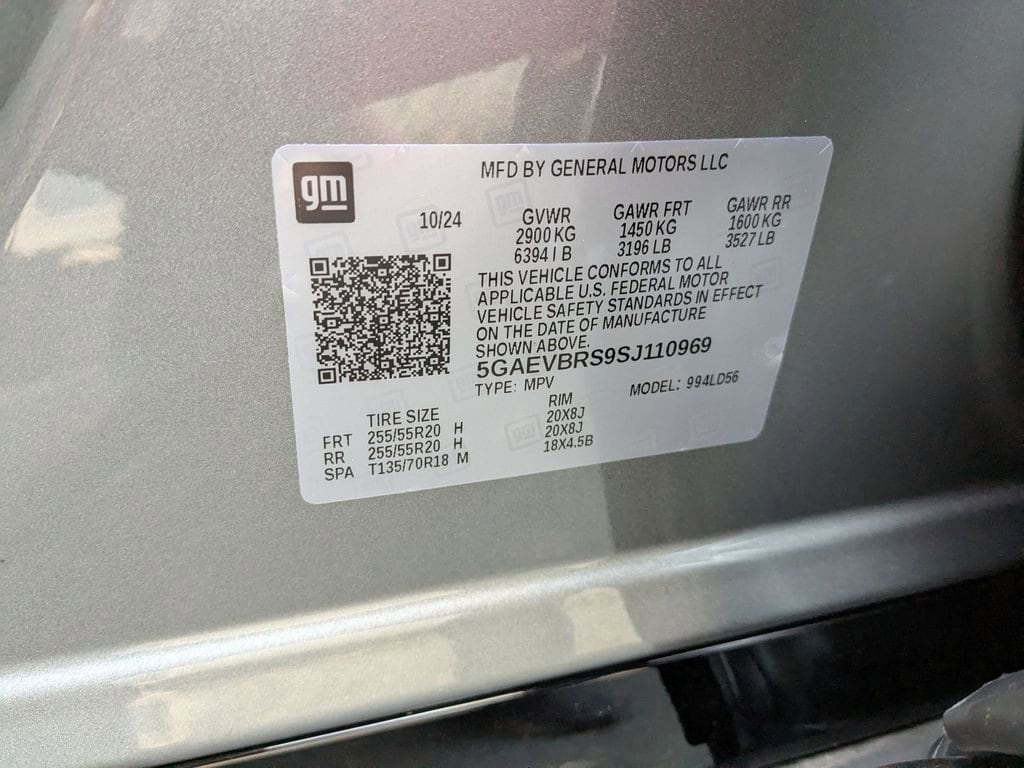 gm
MFD BY GENERAL MOTORS LLC
10/24 GVWR GAWR FRT GAWR RR
2900 KG 1450 KG 1600 KG
6394 LB 3196 LB 3527 LB
THIS VEHICLE CONFORMS TO ALL
APPLICABLE U.S. FEDERAL MOTOR
VEHICLE SAFETY STANDARDS IN EFFECT
ON THE DATE OF MANUFACTURE
SHOWN ABOVE.
5GAEVBRS9SJ110969
TYPE: MPV MODEL: 994LD56
TIRE SIZE RIM
FRT 255/55R20 H 20X8J
RR 255/55R20 H 20X8J
SPA T135/70R18 M 18X4.5B